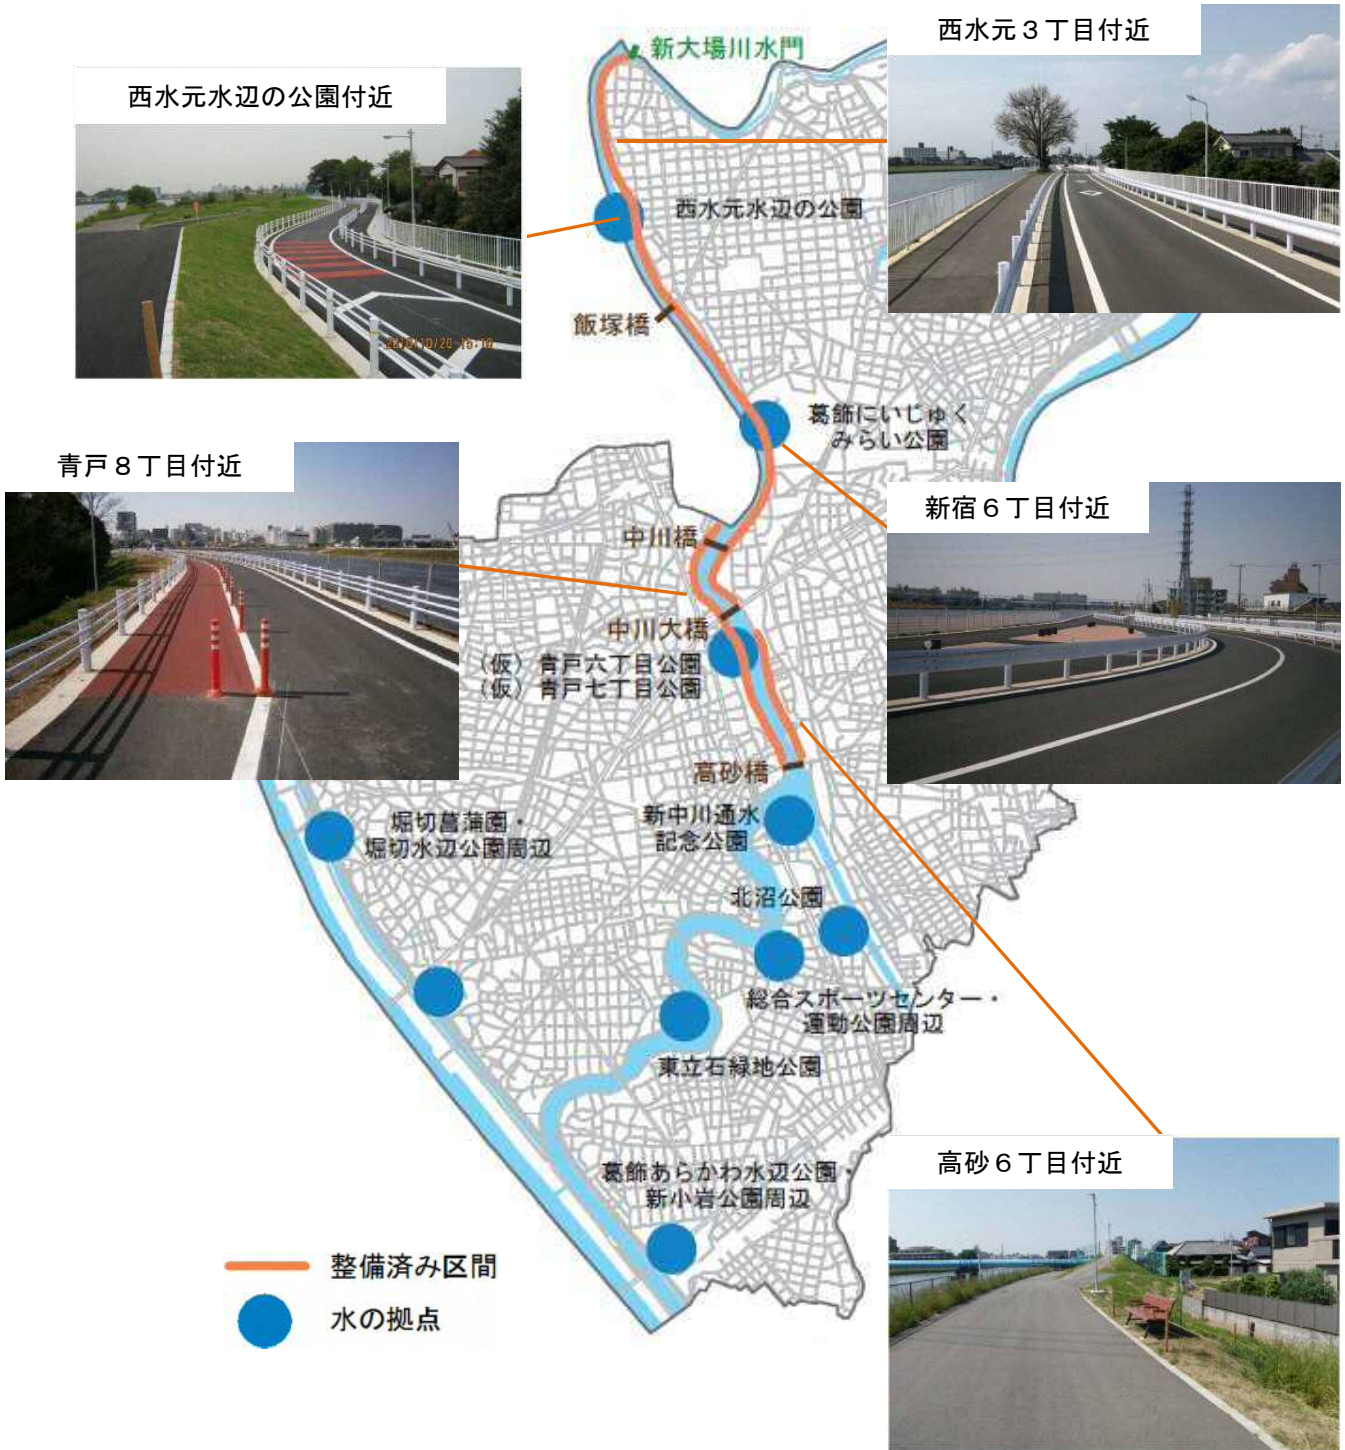 西水元３丁目付近
新大場川水門
西水元水辺の公園付近
西水元水辺の公園
2010/10/20 15:10
飯塚橋
葛飾にいじゅく
みらい公園
青戸８丁目付近
新宿６丁目付近
中川橋
中川大橋
（仮）青戸六丁目公園
（仮）青戸七丁目公園
高砂橋
堀切菖蒲園・
堀切水辺公園周辺
新中川通水
記念公園
北沼公園
総合スポーツセンター・
運動公園周辺
東立石緑地公園
高砂６丁目付近
葛飾あらかわ水辺公園・
新小岩公園周辺
整備済み区間
水の拠点